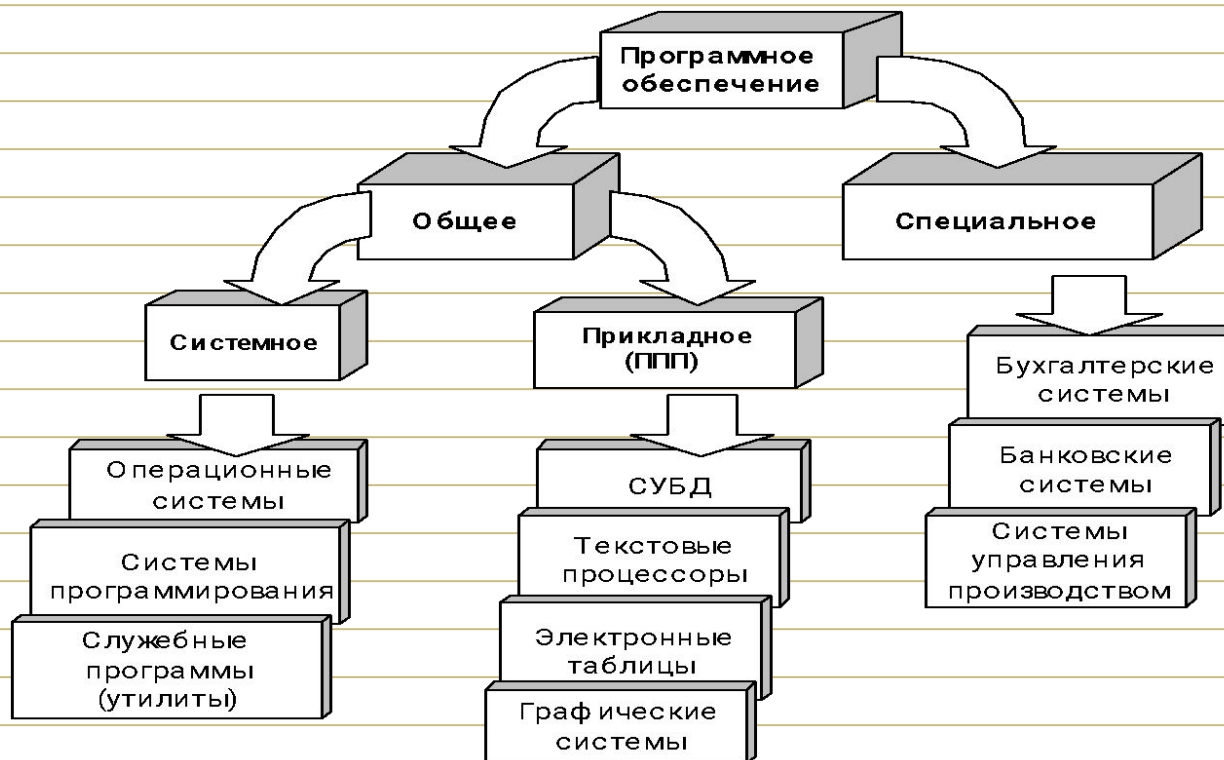 Программное
обеспечение
Общее
Специальное
Системное
Прикладное
(ППП)
Операционные
системы
Системы
программирования
Служебные
программы
(утилиты)
СУБД
Текстовые
процессоры
Электронные
таблицы
Графические
системы
Бухгалтерские
системы
Банковские
системы
Системы
управления
производством